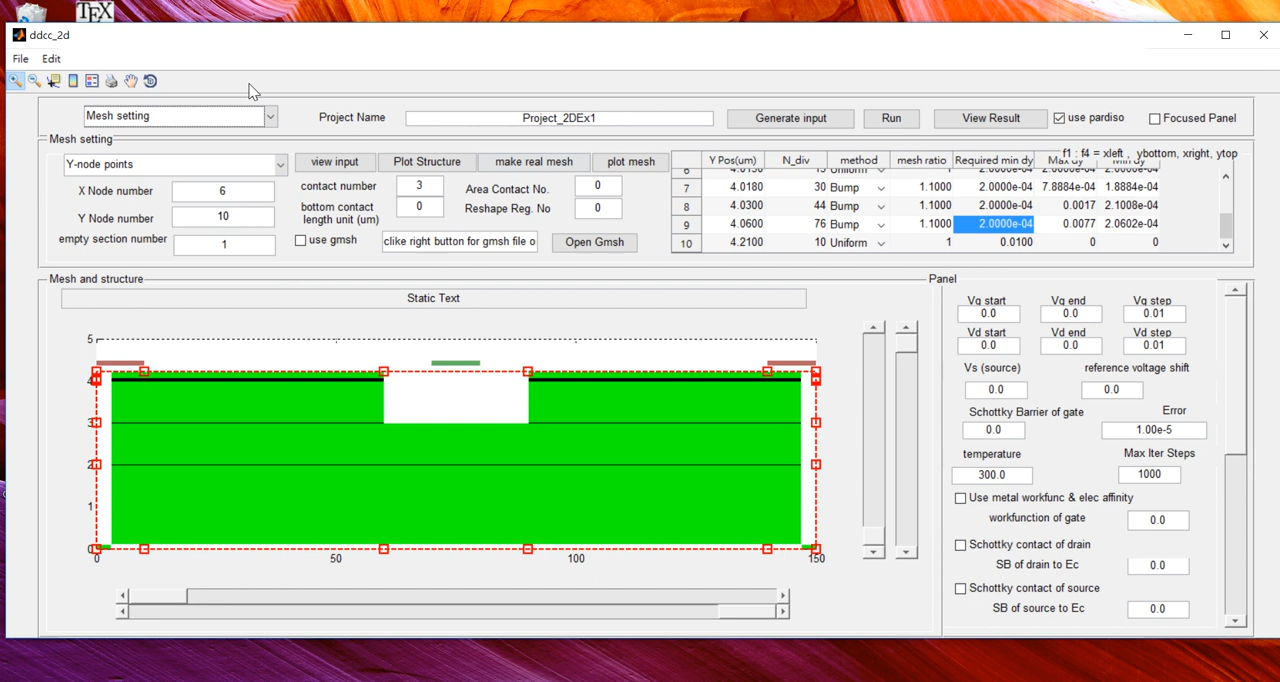 TEX
ddcc_2d
File Edit
Mesh setting Project Name Project_2DEx1 Generate input Run View Result use pardiso Focused Panel
Mesh setting
f1 : f4 = xleft , ybottom, xright, ytop
Y-node points view input Plot Structure make real mesh plot mesh
Y Pos(um) N_div method mesh ratio Required min dy Max dy Min dy
X Node number 6 contact number 3 Area Contact No. 0
7 4.0180 30 Bump 1.1000 2.0000e-04 7.8884e-04 1.8884e-04
Y Node number 10 bottom contact length unit (um) 0 Reshape Reg. No 0
8 4.0300 44 Bump 1.1000 2.0000e-04 0.0017 2.1008e-04
9 4.0600 76 Bump 1.1000 2.0000e-04 0.0077 2.0602e-04
empty section number 1 use gmsh clike right button for gmsh file o Open Gmsh
10 4.2100 10 Uniform 1 0.0100 0 0
Mesh and structure
Static Text
5
4
3
2
1
0
0 50 100 150
Panel
Vg start Vg end Vg step
0.0 0.0 0.01
Vd start Vd end Vd step
0.0 0.0 0.01
Vs (source) reference voltage shift
0.0 0.0
Schottky Barrier of gate Error
0.0 1.00e-5
temperature Max Iter Steps
300.0 1000
Use metal workfunc & elec affinity
workfunction of gate 0.0
Schottky contact of drain
SB of drain to Ec 0.0
Schottky contact of source
SB of source to Ec 0.0